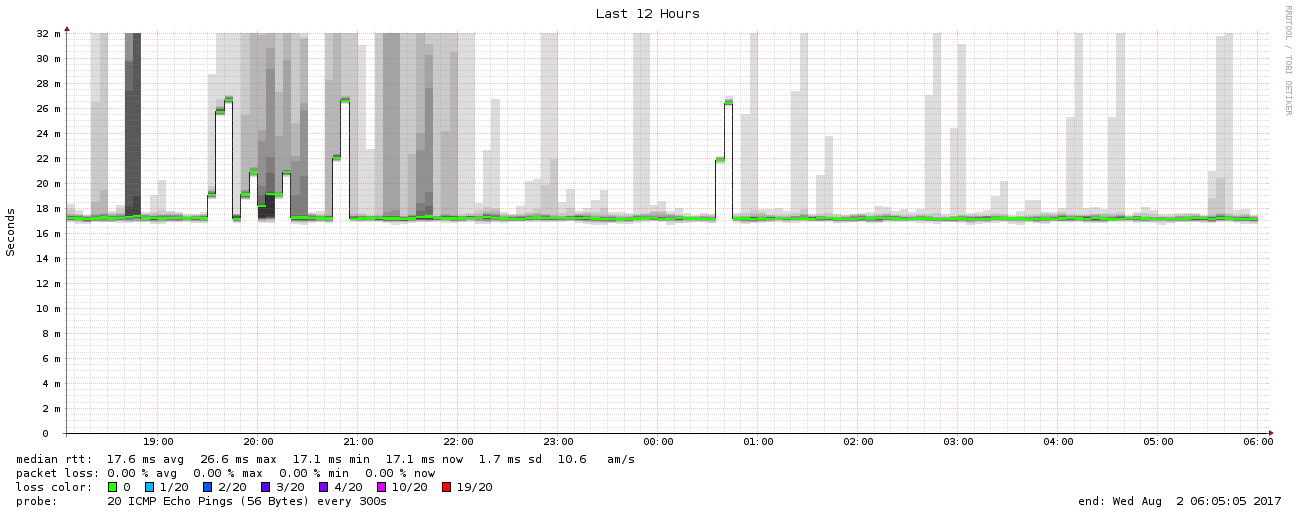 Last 12 Hours
RRDTOOL / TOBI OETIKER
Seconds
32 m
30 m
28 m
26 m
24 m
22 m
20 m
18 m
16 m
14 m
12 m
10 m
8 m
6 m
4 m
2 m
0
19:00 20:00 21:00 22:00 23:00 00:00 01:00 02:00 03:00 04:00 05:00 06:00
median rtt: 17.6 ms avg 26.6 ms max 17.1 ms min 17.1 ms now 1.7 ms sd 10.6 am/s
packet loss: 0.00 % avg 0.00 % max 0.00 % min 0.00 % now
loss color: 0 1/20 2/20 3/20 4/20 10/20 19/20
probe: 20 ICMP Echo Pings (56 Bytes) every 300s end: Wed Aug 2 06:05:05 2017